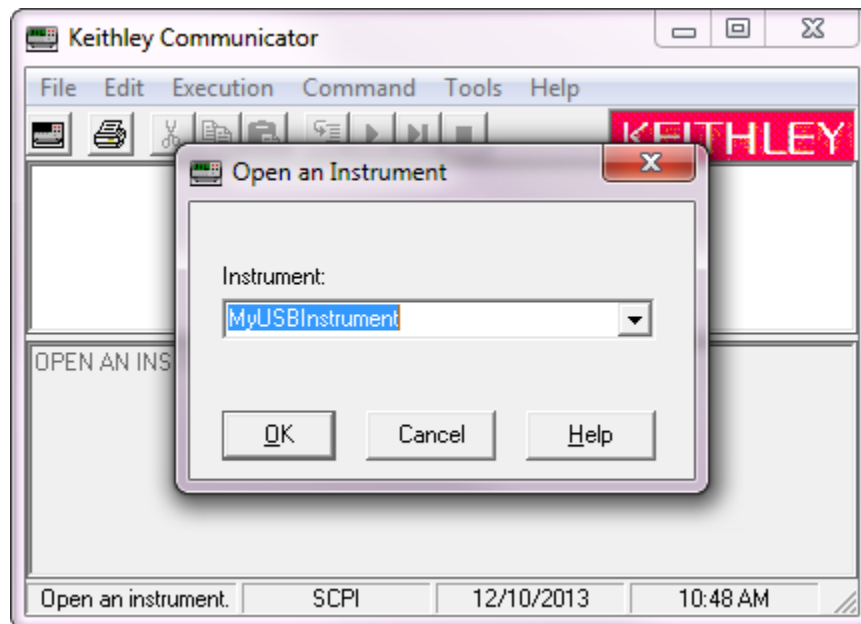 Keithley Communicator
File Edit Execution Command Tools Help
KEITHLEY
Open an Instrument
Instrument:
MyUSBInstrument
OPEN AN INS
OK Cancel Help
Open an instrument. SCPI 12/10/2013 10:48 AM